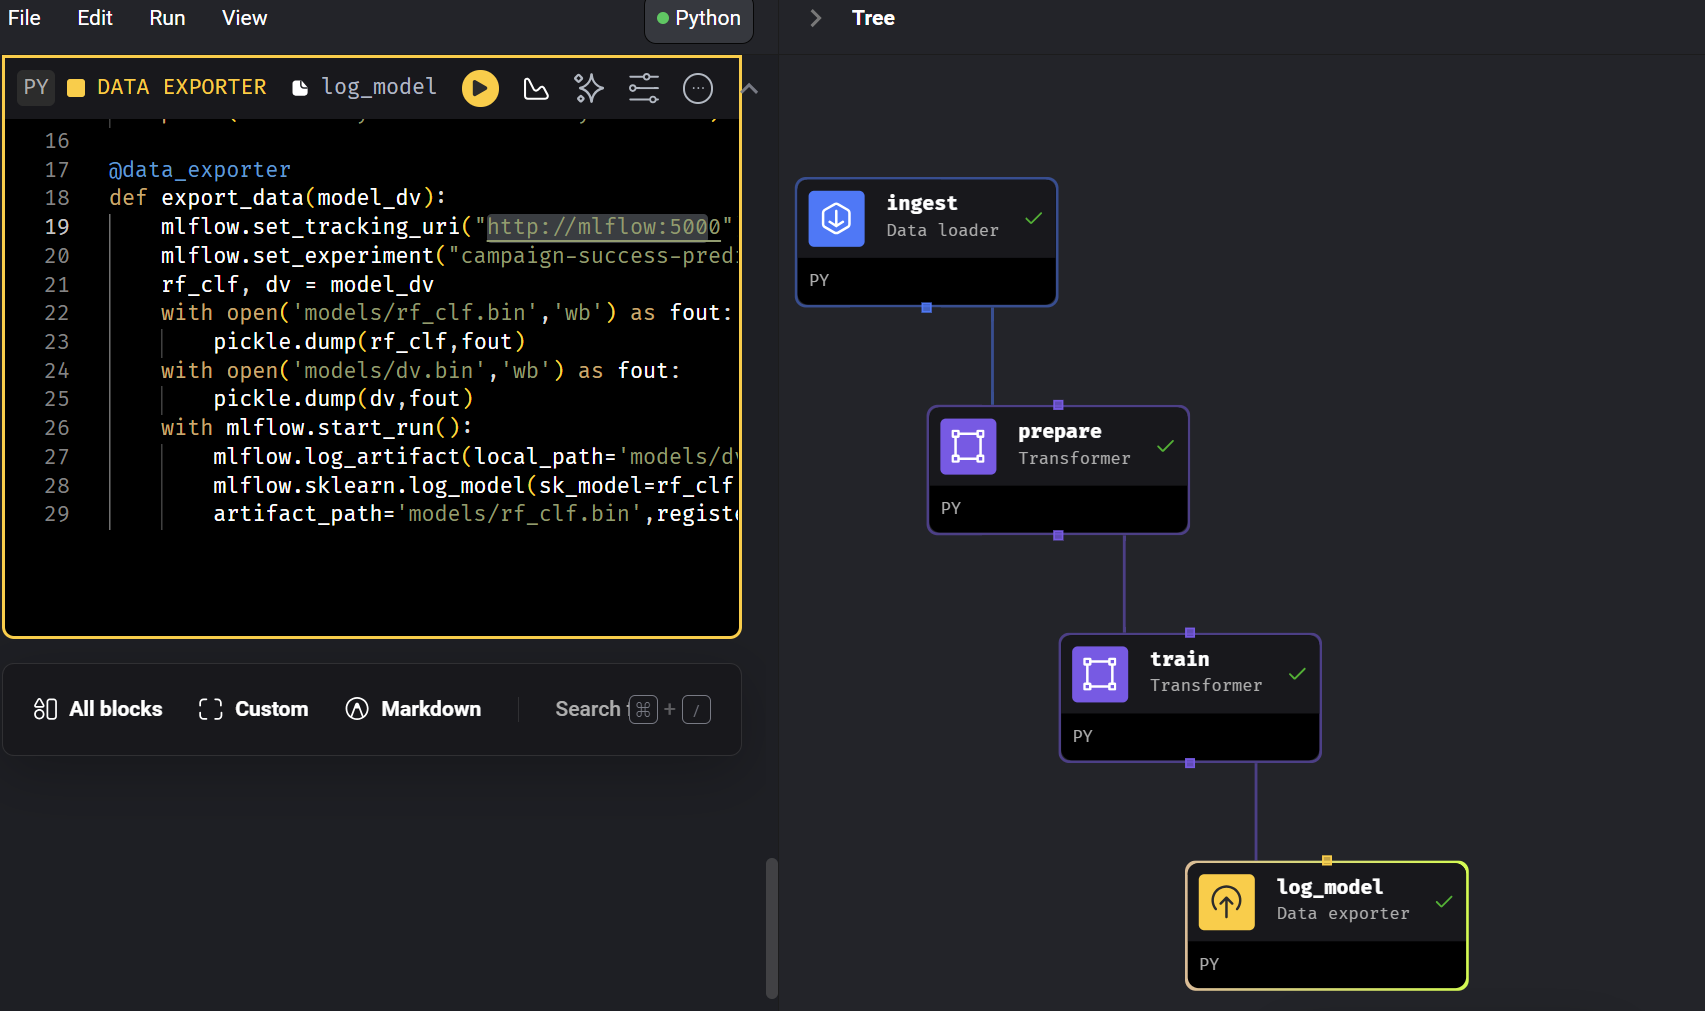 File Edit Run View Python
Tree
PY DATA EXPORTER log_model
16
17 @data_exporter
18 def export_data(model_dv):
19 mlflow.set_tracking_uri("http://mlflow:5000"
20 mlflow.set_experiment("campaign-success-pred
21 rf_clf, dv = model_dv
22 with open('models/rf_clf.bin','wb') as fout:
23 pickle.dump(rf_clf,fout)
24 with open('models/dv.bin','wb') as fout:
25 pickle.dump(dv,fout)
26 with mlflow.start_run():
27 mlflow.log_artifact(local_path='models/dv
28 mlflow.sklearn.log_model(sk_model=rf_clf
29 artifact_path='models/rf_clf.bin',registe
All blocks Custom Markdown Search ⌘ + /
ingest
Data loader
PY
prepare
Transformer
PY
train
Transformer
PY
log_model
Data exporter
PY